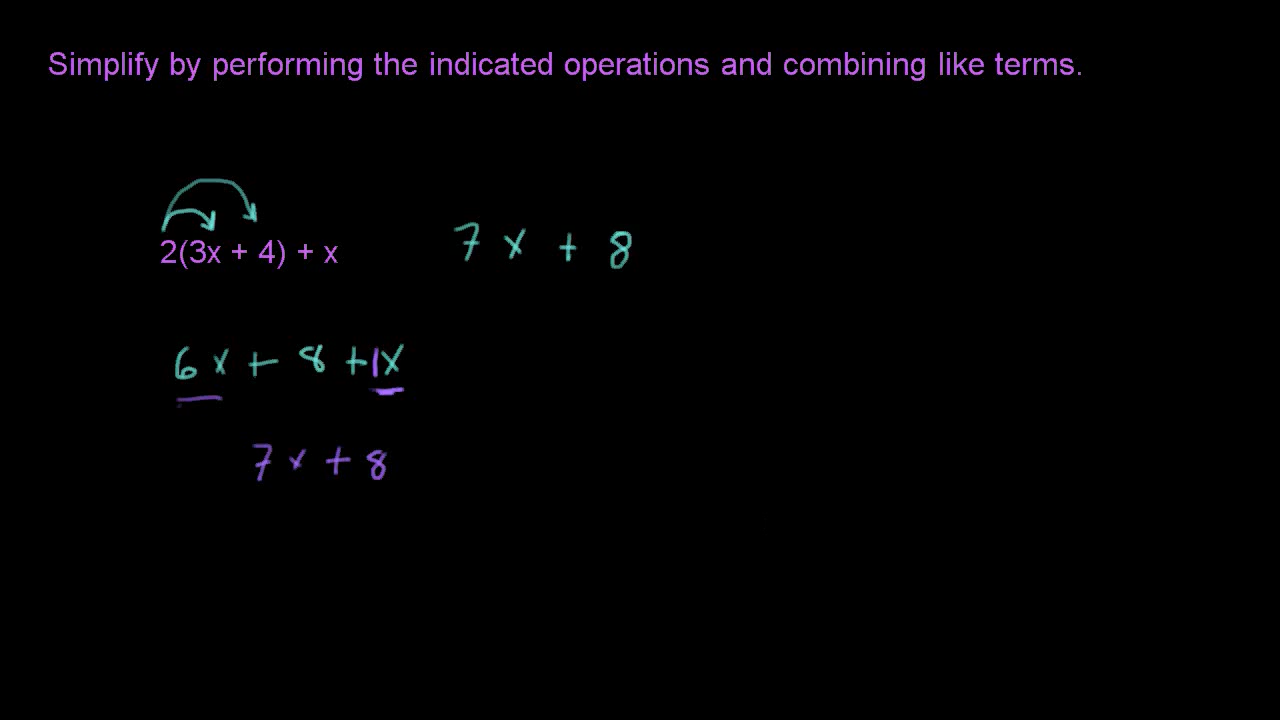 Simplify by performing the indicated operations and combining like terms.
2(3x + 4) + x
7x + 8
6x + 8 + 1x
7x + 8